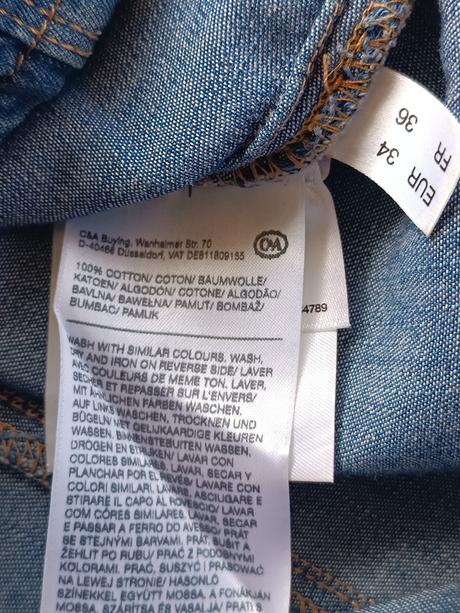 C&A Buying, Wanheimer Str. 70
D-40468 Düsseldorf, VAT DE811809155
C&A
100% COTTON/ COTON/ BAUMWOLLE/
KATOEN/ ALGODÓN/ COTONE/ ALGODÃO/
BAVLNA/ BAWEŁNA/ PAMUT/ BOMBAŽ/
BUMBAC/ PAMUK
4789
WASH WITH SIMILAR COLOURS. WASH,
DRY AND IRON ON REVERSE SIDE/ LAVER
AVEC COULEURS DE MEME TON. LAVER,
SECHER ET REPASSER SUR L'ENVERS/
MIT ÄHNLICHEN FARBEN WASCHEN.
AUF LINKS WASCHEN, TROCKNEN UND
BÜGELN/ MET GELIJKAARDIGE KLEUREN
WASSEN. BINNENSTEBUITEN WASSEN,
DROGEN EN STRIJKEN/ LAVAR CON
COLORES SIMILARES. LAVAR, SECAR Y
PLANCHAR POR EL REVÉS/ LAVARE CON
COLORI SIMILARI. LAVARE, ASCIUGARE E
STIRARE IL CAPO AL ROVESCIO/ LAVAR
COM CÔRES SIMILARES. LAVAR, SECAR
E PASSAR A FERRO DO AVESSO/ PRÁT
SE STEJNÝMI BARVAMI. PRÁT, SUŠIT A
ŽEHLIT PO RUBU/ PRAĆ Z PODOBNYMI
KOLORAMI. PRAĆ, SUSZYĆ I PRASOWAĆ
NA LEWEJ STRONIE/ HASONLÓ
SZÍNEKKEL EGYÜTT MOSSA. A FONÁKJÁN
MOSSA, SZÁRÍTSA ÉS VASALJA/ PRATI S
EUR 34
FR 36